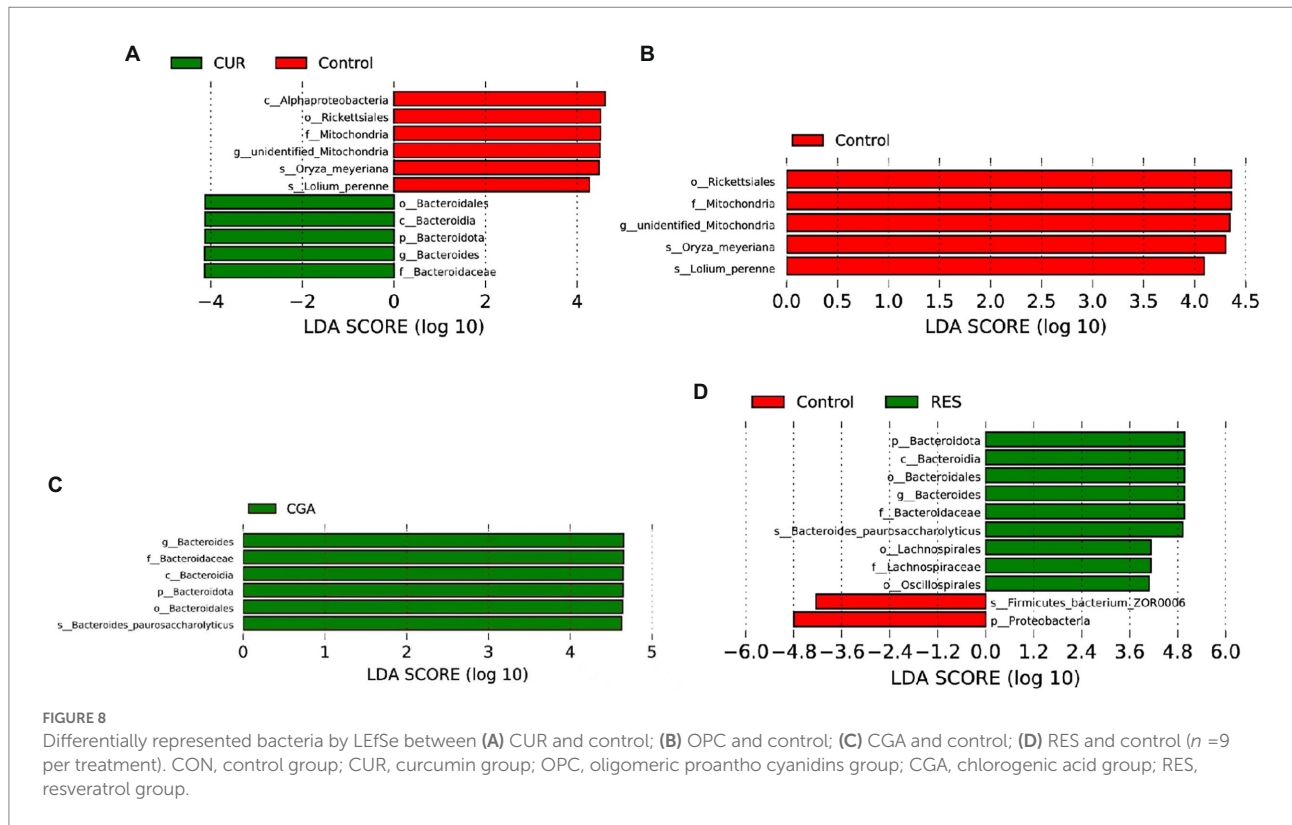 A
CUR Control
c__Alphaproteobacteria
o__Rickettsiales
f__Mitochondria
g__unidentified_Mitochondria
s__Oryza_meyeriana
s__Lolium_perenne
o__Bacteroidales
c__Bacteroidia
p__Bacteroidota
g__Bacteroides
f__Bacteroidaceae
−4 −2 0 2 4
LDA SCORE (log 10)
B
Control
o__Rickettsiales
f__Mitochondria
g__unidentified_Mitochondria
s__Oryza_meyeriana
s__Lolium_perenne
0.0 0.5 1.0 1.5 2.0 2.5 3.0 3.5 4.0 4.5
LDA SCORE (log 10)
C
CGA
g__Bacteroides
f__Bacteroidaceae
c__Bacteroidia
p__Bacteroidota
o__Bacteroidales
s__Bacteroides_paurosaccharolyticus
0 1 2 3 4 5
LDA SCORE (log 10)
D
Control RES
p__Bacteroidota
c__Bacteroidia
o__Bacteroidales
g__Bacteroides
f__Bacteroidaceae
s__Bacteroides_paurosaccharolyticus
o__Lachnospirales
f__Lachnospiraceae
o__Oscillospirales
s__Firmicutes_bacterium_ZOR0006
p__Proteobacteria
−6.0 −4.8 −3.6 −2.4 −1.2 0.0 1.2 2.4 3.6 4.8 6.0
LDA SCORE (log 10)
FIGURE 8
Differentially represented bacteria by LEfSe between (A) CUR and control; (B) OPC and control; (C) CGA and control; (D) RES and control (n =9
per treatment). CON, control group; CUR, curcumin group; OPC, oligomeric proantho cyanidins group; CGA, chlorogenic acid group; RES,
resveratrol group.